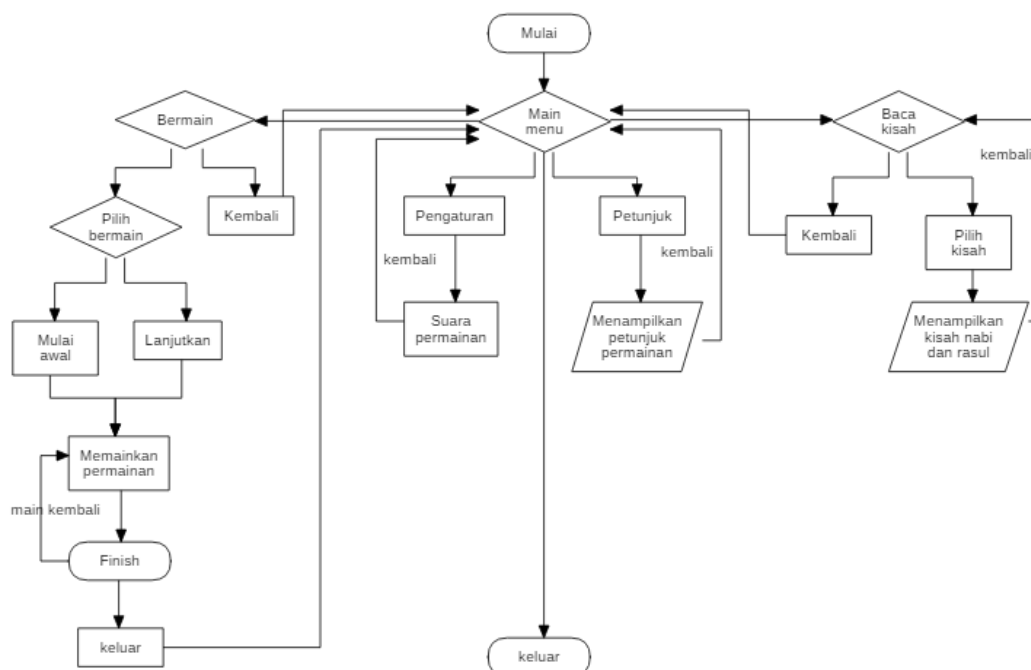 Mulai
Bermain
Main
menu
Baca
kisah
kembali
Pilih
bermain
Kembali
Pengaturan
Petunjuk
Kembali
Pilih
kisah
kembali
kembali
Mulai
awal
Lanjutkan
Suara
permainan
Menampilkan
petunjuk
permainan
Menampilkan
kisah nabi
dan rasul
Memainkan
permainan
main kembali
Finish
keluar
keluar